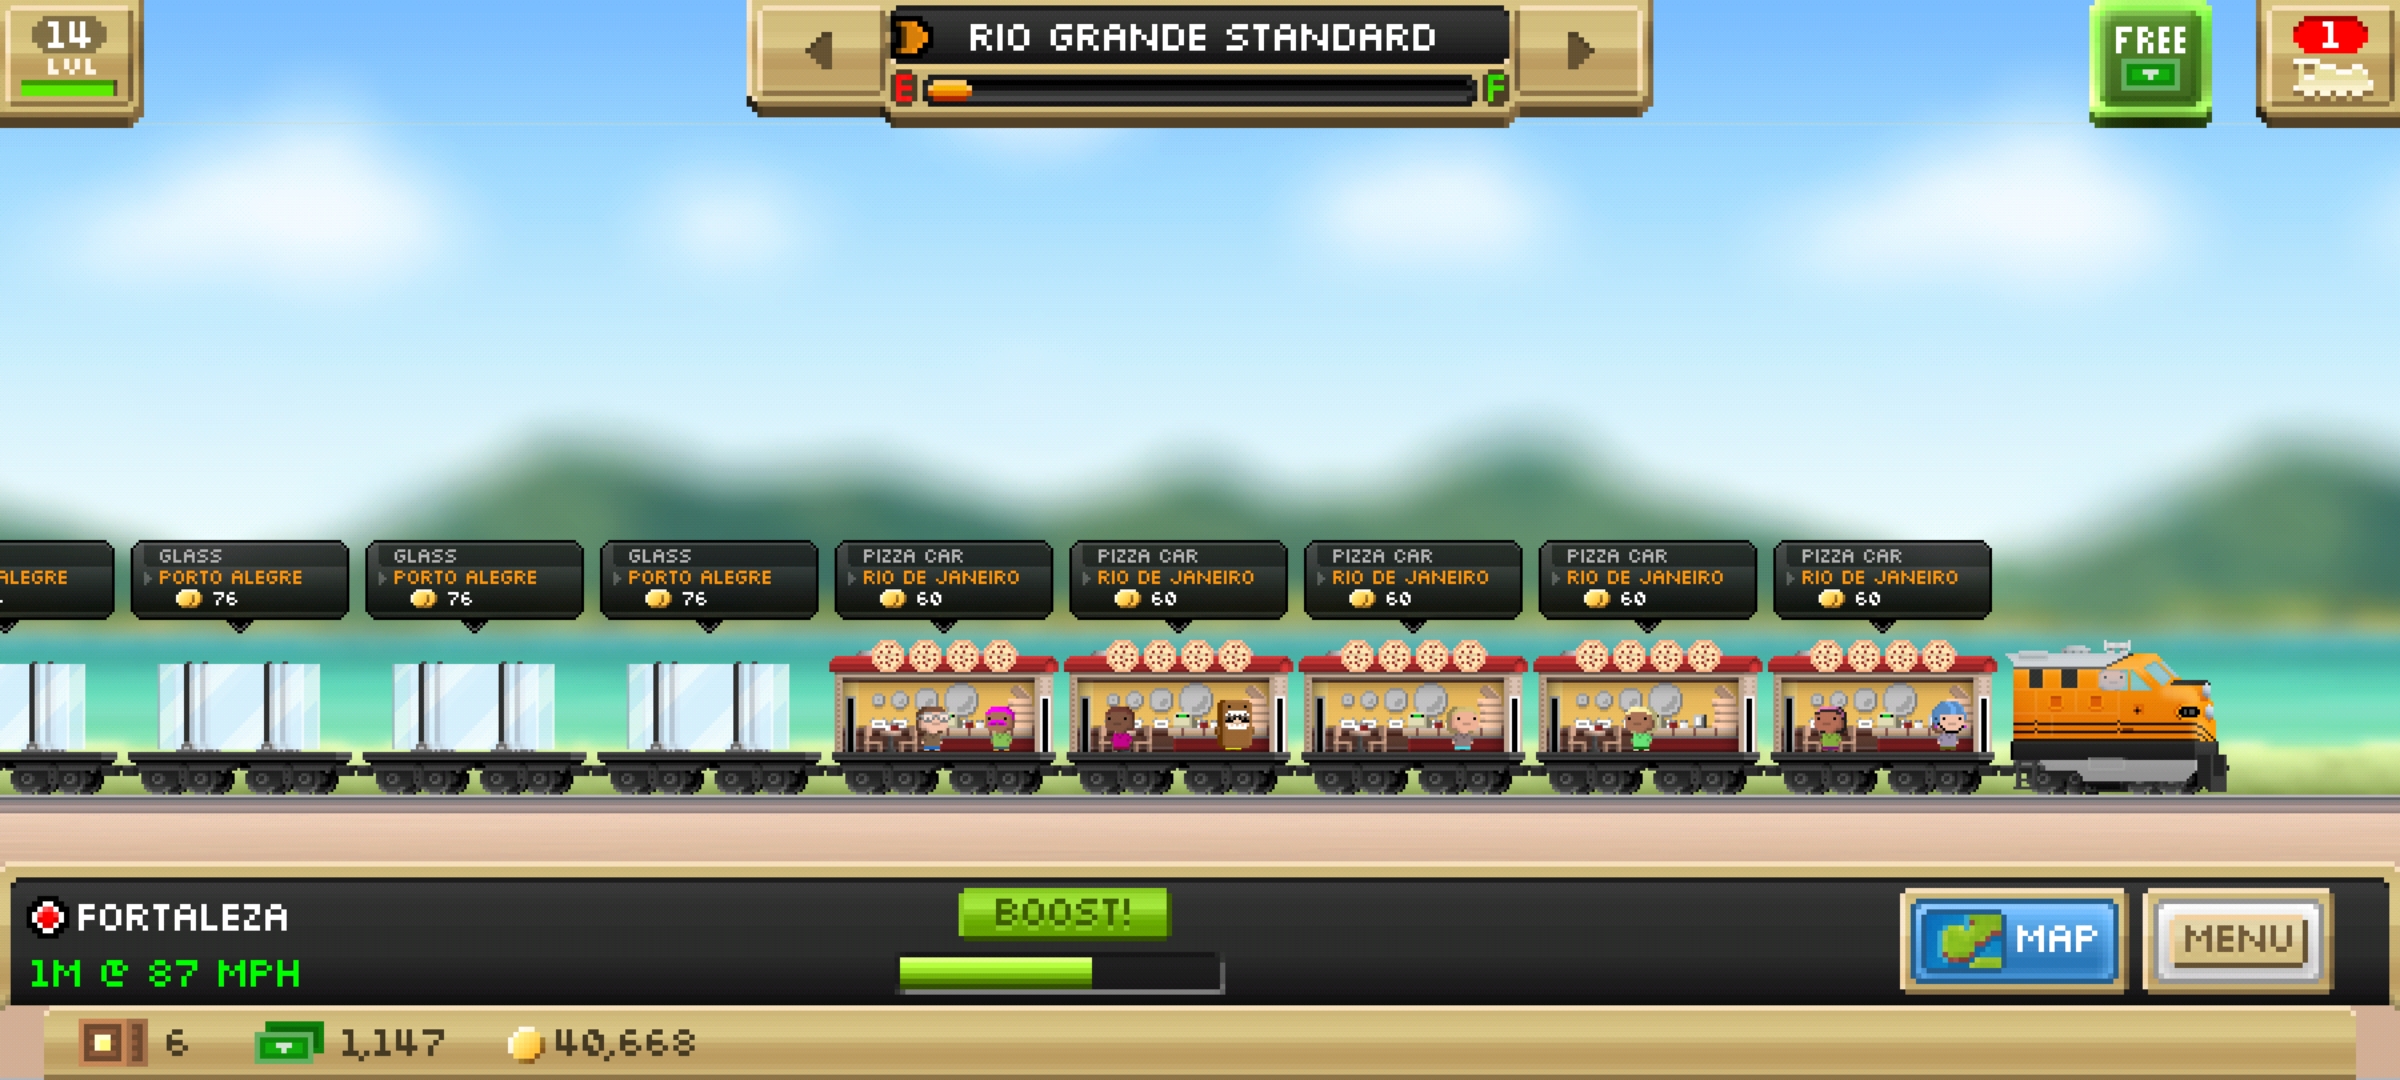 14
LVL
RIO GRANDE STANDARD
E
F
FREE
1
ALEGRE
GLASS
PORTO ALEGRE
76
GLASS
PORTO ALEGRE
76
GLASS
PORTO ALEGRE
76
PIZZA CAR
RIO DE JANEIRO
60
PIZZA CAR
RIO DE JANEIRO
60
PIZZA CAR
RIO DE JANEIRO
60
PIZZA CAR
RIO DE JANEIRO
60
PIZZA CAR
RIO DE JANEIRO
60
FORTALEZA
1M @ 87 MPH
BOOST!
MAP
MENU
6
1,147
40,668